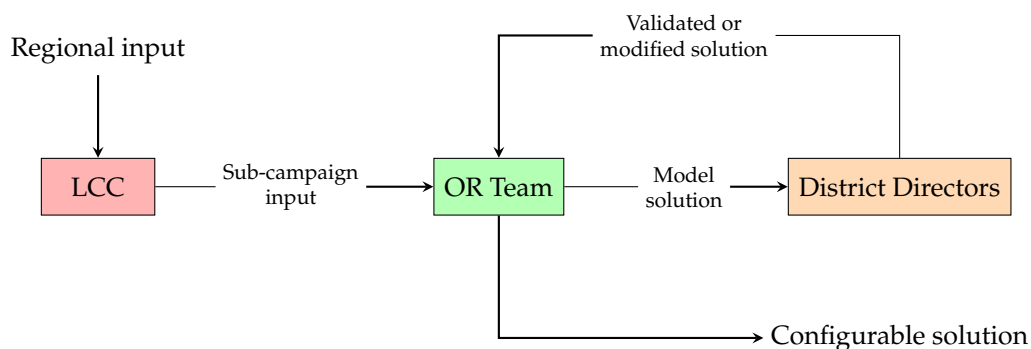 Validated or
modified solution
Regional input
LCC
Sub-campaign
input
OR Team
Model
solution
District Directors
Configurable solution